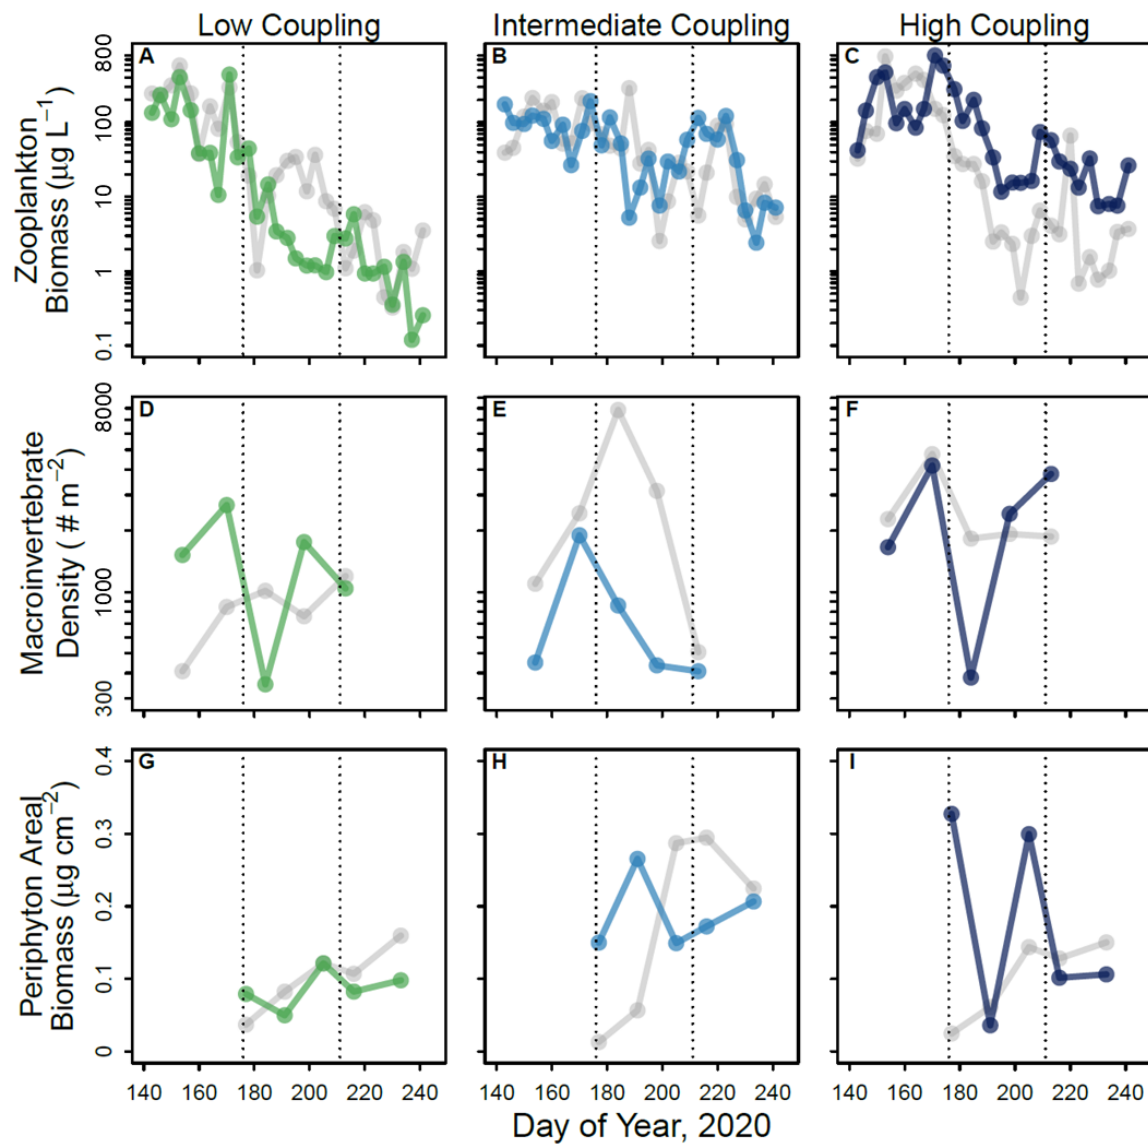 Low Coupling Intermediate Coupling High Coupling
Zooplankton
Biomass (μg L⁻¹)
800
100
10
1
0.1
A
B
C
Macroinvertebrate
Density ( # m⁻²)
8000
1000
300
D
E
F
Periphyton Areal
Biomass (μg cm⁻²)
0.4
0.3
0.2
0.1
0
G
H
I
140 160 180 200 220 240 140 160 180 200 220 240 140 160 180 200 220 240
Day of Year, 2020